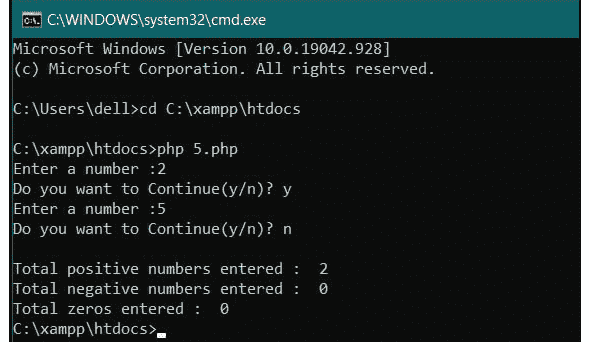 C:\WINDOWS\system32\cmd.exe
Microsoft Windows [Version 10.0.19042.928]
(c) Microsoft Corporation. All rights reserved.
C:\Users\dell>cd C:\xampp\htdocs
C:\xampp\htdocs>php 5.php
Enter a number :2
Do you want to Continue(y/n)? y
Enter a number :5
Do you want to Continue(y/n)? n
Total positive numbers entered :  2
Total negative numbers entered :  0
Total zeros entered :  0
C:\xampp\htdocs>